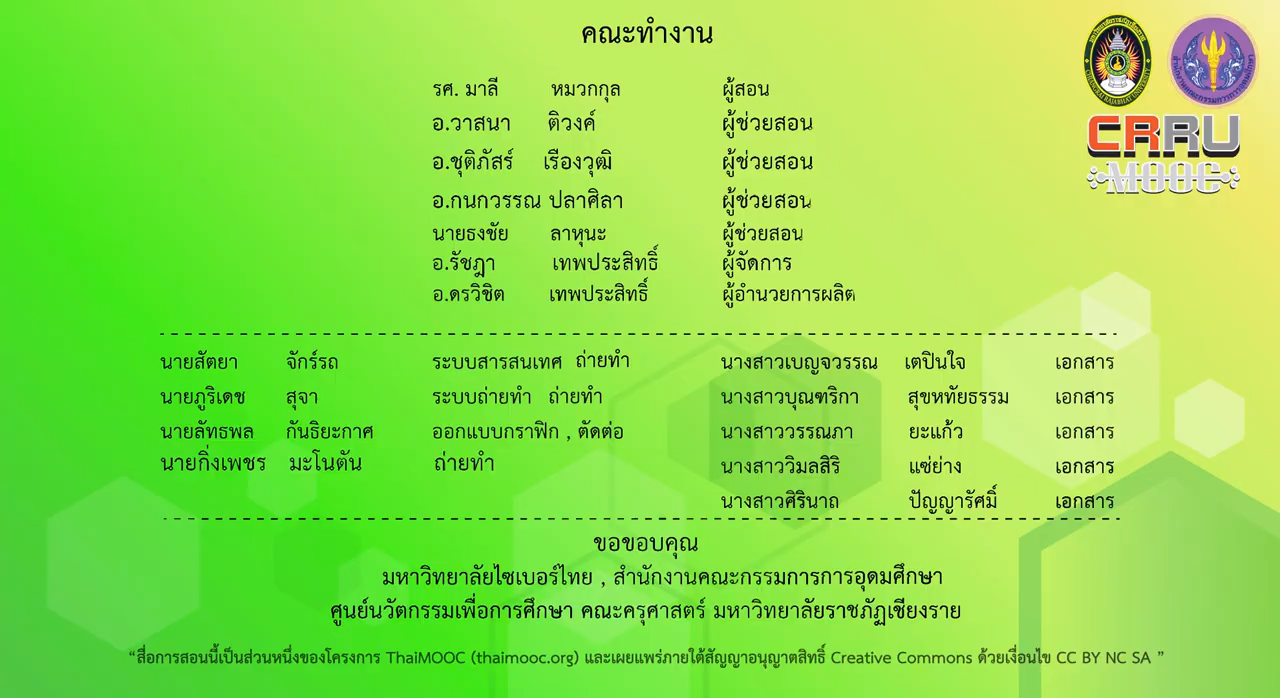 คณะทำงาน
รศ. มาลี หมวกกุล ผู้สอน
อ.วาสนา ติวงค์ ผู้ช่วยสอน
อ.ชุติภัสร์ เรืองวุฒิ ผู้ช่วยสอน
อ.กนกวรรณ ปลาศิลา ผู้ช่วยสอน
นายธงชัย ลาหุนะ ผู้ช่วยสอน
อ.รัชฎา เทพประสิทธิ์ ผู้จัดการ
อ.ดรวิชิต เทพประสิทธิ์ ผู้อำนวยการผลิต
CRRU
MOOC
นายสัตยา จักร์รถ ระบบสารสนเทศ ถ่ายทำ
นายภูริเดช สุจา ระบบถ่ายทำ ถ่ายทำ
นายลัทธพล กันธิยะกาศ ออกแบบกราฟิก , ตัดต่อ
นายกิ่งเพชร มะโนตัน ถ่ายทำ
นางสาวเบญจวรรณ เตปินใจ เอกสาร
นางสาวบุณฑริกา สุขหทัยธรรม เอกสาร
นางสาววรรณภา ยะแก้ว เอกสาร
นางสาววิมลสิริ แซ่ย่าง เอกสาร
นางสาวศิรินาถ ปัญญารัศมิ์ เอกสาร
ขอขอบคุณ
มหาวิทยาลัยไซเบอร์ไทย , สำนักงานคณะกรรมการการอุดมศึกษา
ศูนย์นวัตกรรมเพื่อการศึกษา คณะครุศาสตร์ มหาวิทยาลัยราชภัฏเชียงราย
“สื่อการสอนนี้เป็นส่วนหนึ่งของโครงการ ThaiMOOC (thaimooc.org) และเผยแพร่ภายใต้สัญญาอนุญาตสิทธิ์ Creative Commons ด้วยเงื่อนไข CC BY NC SA ”